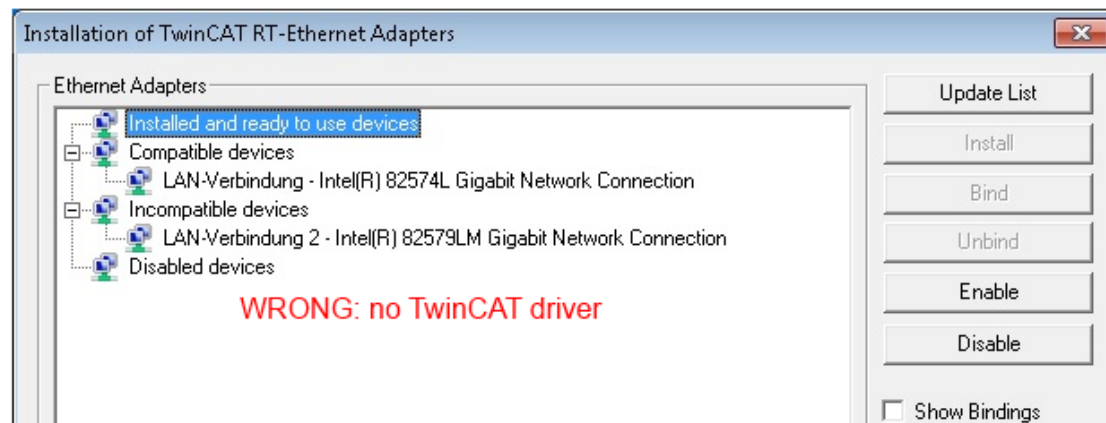 Installation of TwinCAT RT-Ethernet Adapters
Ethernet Adapters
Installed and ready to use devices
Compatible devices
LAN-Verbindung - Intel(R) 82574L Gigabit Network Connection
Incompatible devices
LAN-Verbindung 2 - Intel(R) 82579LM Gigabit Network Connection
Disabled devices
WRONG: no TwinCAT driver
Update List
Install
Bind
Unbind
Enable
Disable
Show Bindings